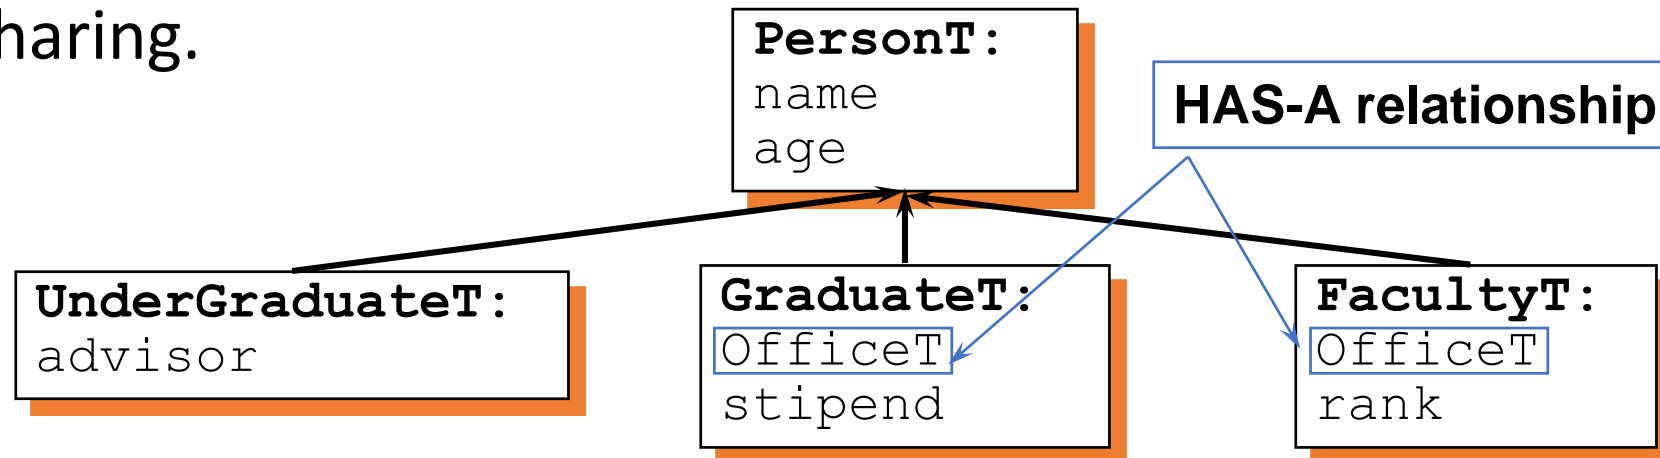 haring.
PersonT:
name
age
HAS-A relationship
UnderGraduateT:
advisor
GraduateT:
OfficeT
stipend
FacultyT:
OfficeT
rank